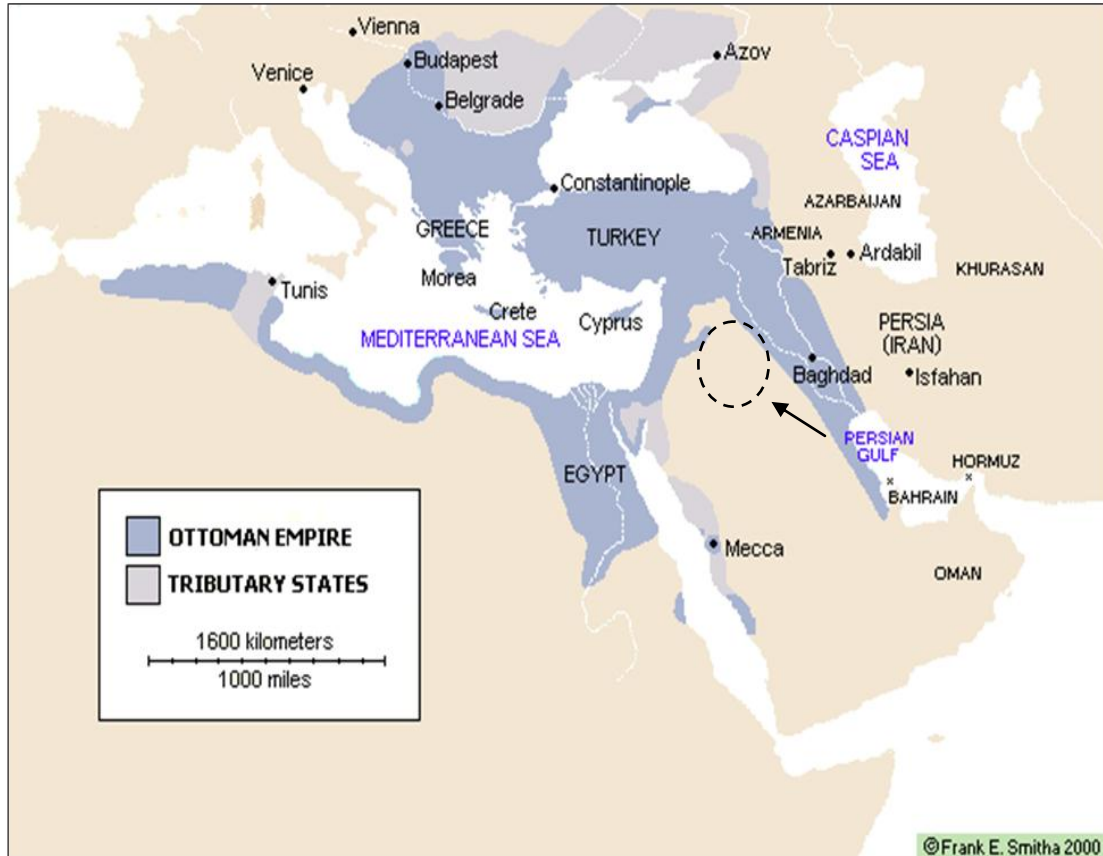 Vienna
Budapest
Azov
Venice
Belgrade
CASPIAN
SEA
Constantinople
AZARBAIJAN
GREECE
TURKEY
ARMENIA
Tabriz
Ardabil
KHURASAN
Morea
Tunis
Crete
Cyprus
PERSIA
(IRAN)
MEDITERRANEAN SEA
Baghdad
Isfahan
PERSIAN
GULF
HORMUZ
EGYPT
BAHRAIN
OTTOMAN EMPIRE
Mecca
TRIBUTARY STATES
OMAN
1600 kilometers
1000 miles
©Frank E. Smitha 2000